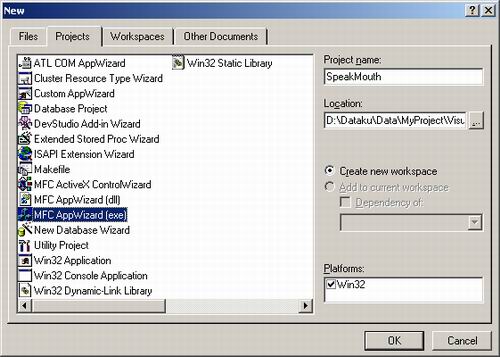 New
Files
Projects
Workspaces
Other Documents
ATL COM AppWizard
Cluster Resource Type Wizard
Custom AppWizard
Database Project
DevStudio Add-in Wizard
Extended Stored Proc Wizard
ISAPI Extension Wizard
Makefile
MFC ActiveX ControlWizard
MFC AppWizard (dll)
MFC AppWizard (exe)
New Database Wizard
Utility Project
Win32 Application
Win32 Console Application
Win32 Dynamic-Link Library
Win32 Static Library
Project name:
SpeakMouth
Location:
D:\Dataku\Data\MyProject\Visu
...
Create new workspace
Add to current workspace
Dependency of:
Platforms:
Win32
OK
Cancel